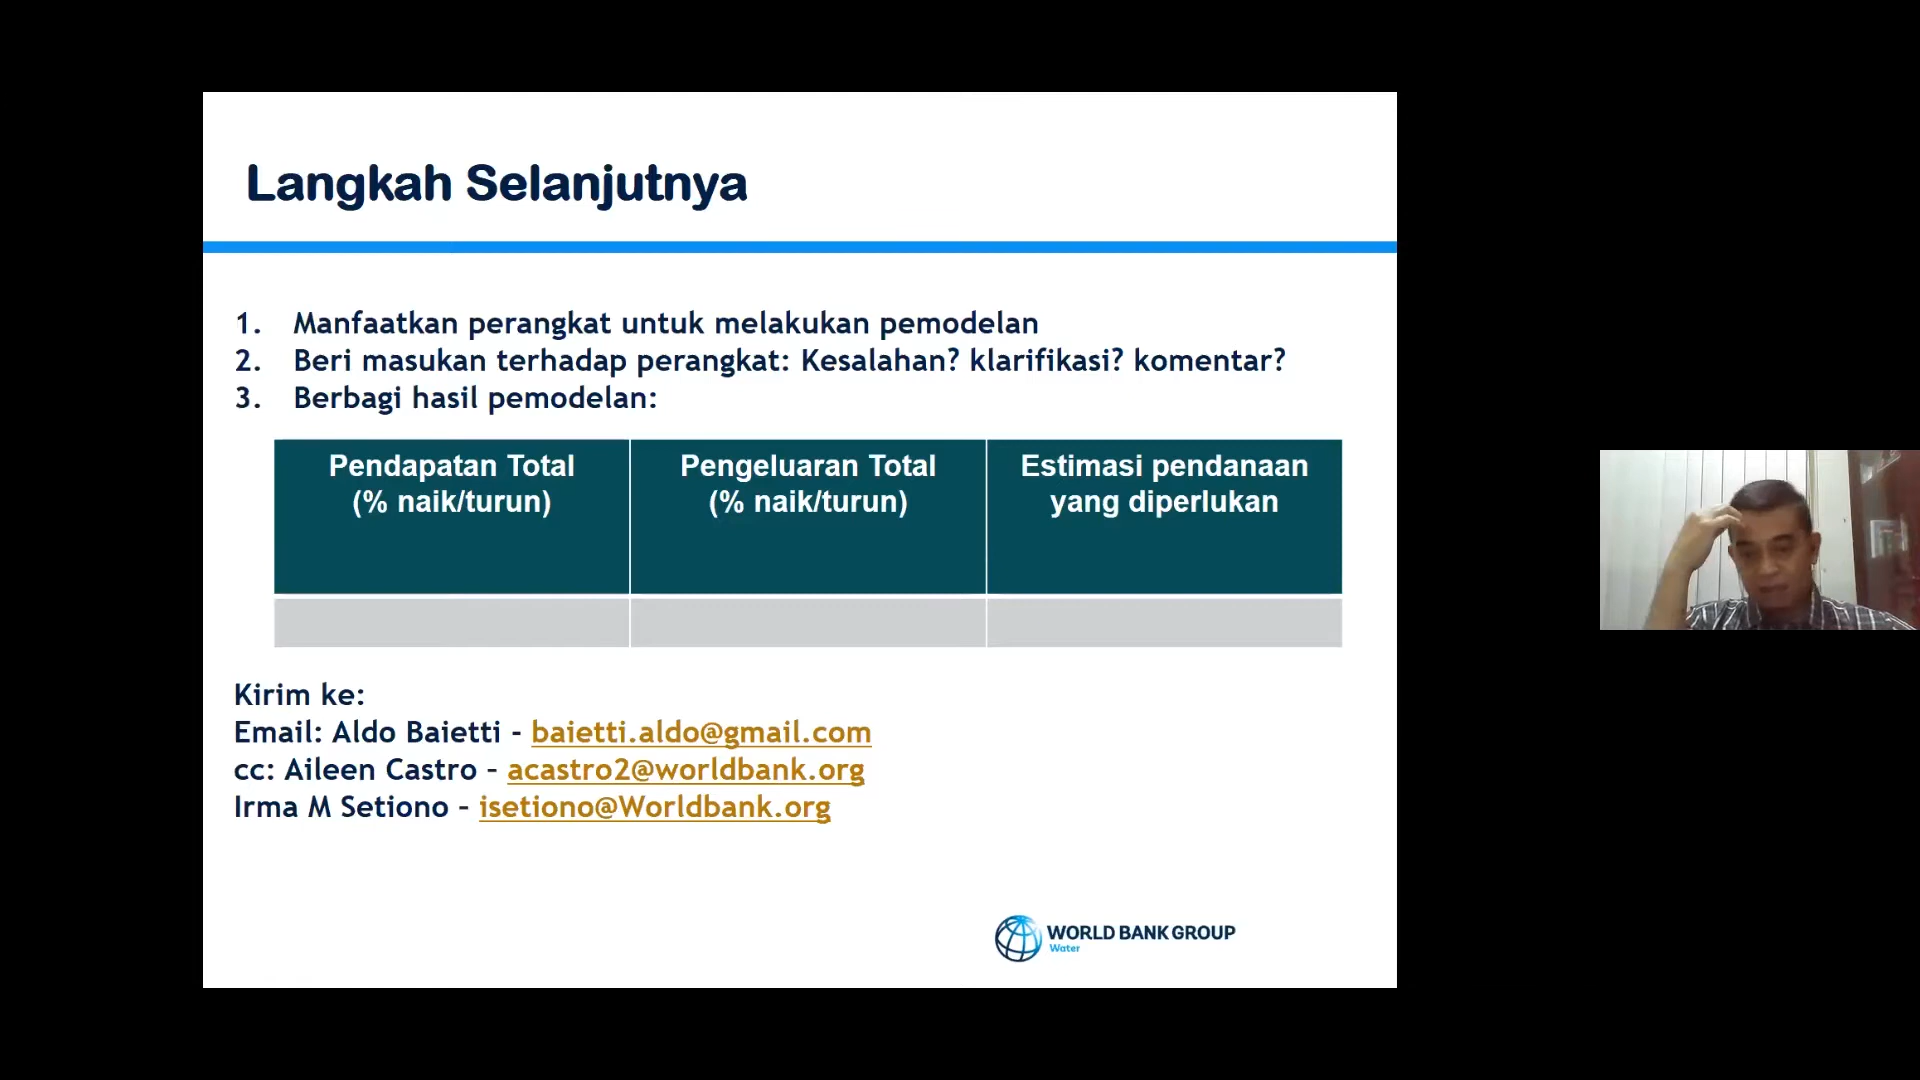 Langkah Selanjutnya
1. Manfaatkan perangkat untuk melakukan pemodelan
2. Beri masukan terhadap perangkat: Kesalahan? klarifikasi? komentar?
3. Berbagi hasil pemodelan:
Pendapatan Total
(% naik/turun)
Pengeluaran Total
(% naik/turun)
Estimasi pendanaan
yang diperlukan
Kirim ke:
Email: Aldo Baietti - baietti.aldo@gmail.com
cc: Aileen Castro – acastro2@worldbank.org
Irma M Setiono – isetiono@Worldbank.org
WORLD BANK GROUP
Water